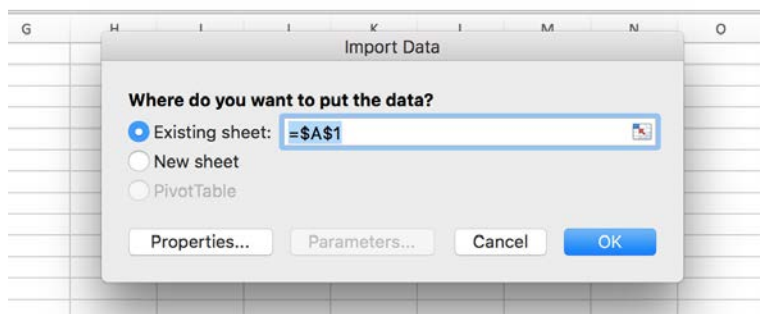 G H I J K L M N O
Import Data
Where do you want to put the data?
Existing sheet: =$A$1
New sheet
PivotTable
Properties... Parameters... Cancel OK